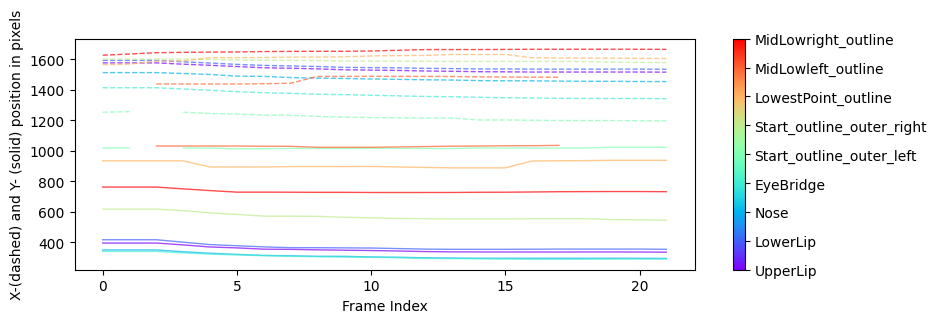 X-(dashed) and Y- (solid) position in pixels
1600
1400
1200
1000
800
600
400
0
5
10
15
20
Frame Index
MidLowright_outline
MidLowleft_outline
LowestPoint_outline
Start_outline_outer_right
Start_outline_outer_left
EyeBridge
Nose
LowerLip
UpperLip